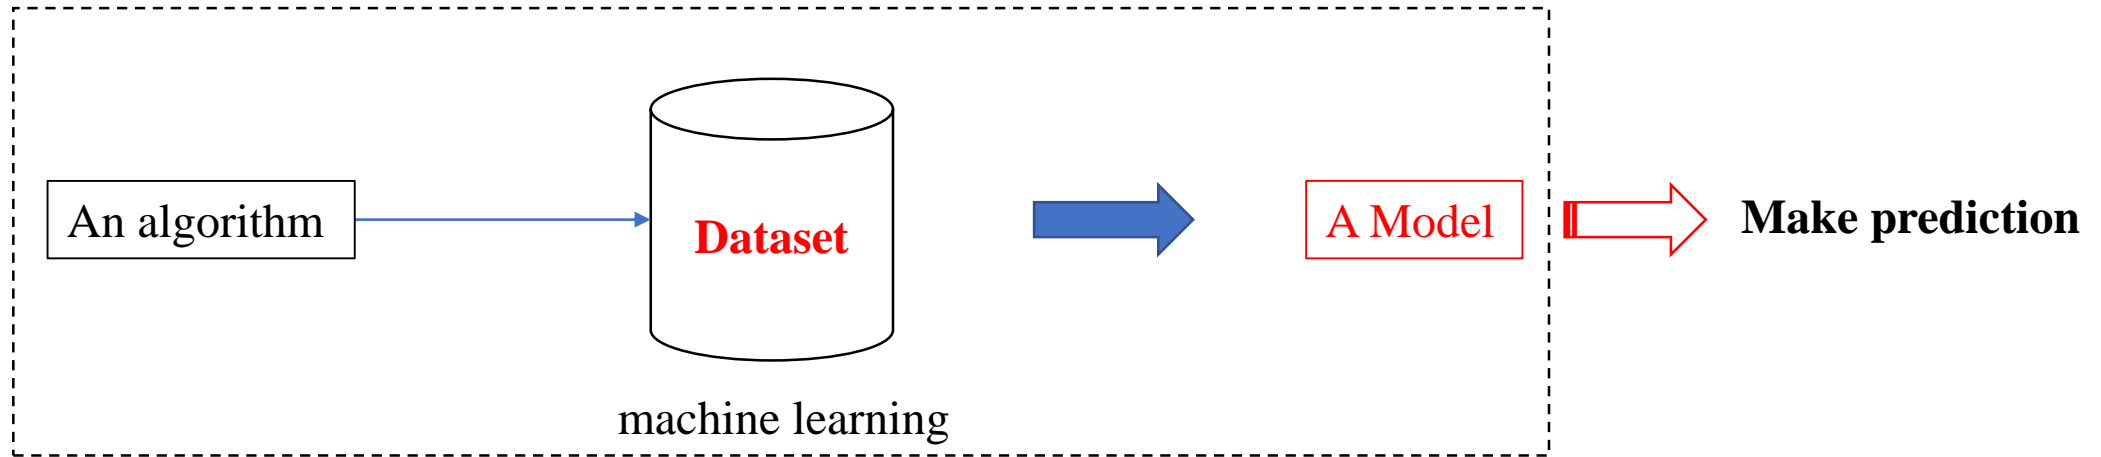 An algorithm
Dataset
A Model
Make prediction
machine learning